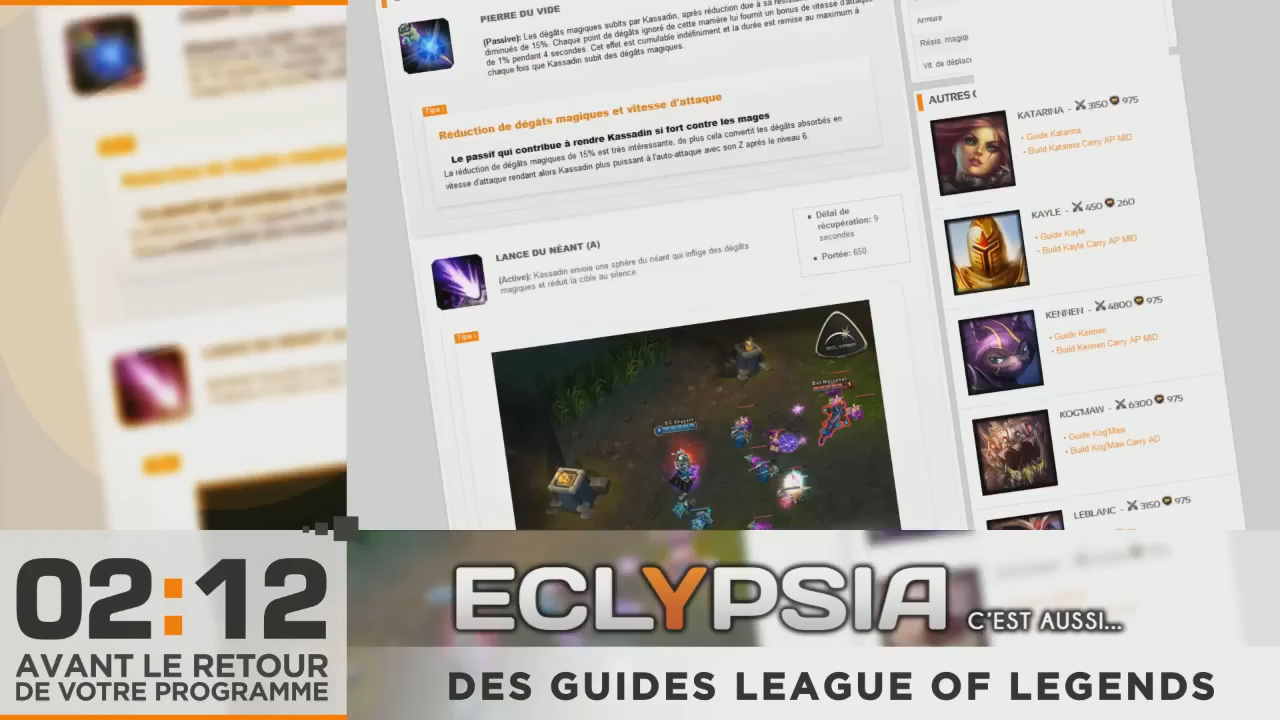 PIERRE DU VIDE
(Passive): Les dégâts magiques subits par Kassadin, après réduction due à sa
diminués de 15%. Chaque point de dégâts ignoré de cette manière lui fournit un bonus de vitesse d'attaque
de 1% pendant 4 secondes. Cet effet est cumulable indéfiniment et la durée est remise au maximum à
chaque fois que Kassadin subit des dégâts magiques.
Tips :
Réduction de dégâts magiques et vitesse d'attaque
Le passif qui contribue à rendre Kassadin si fort contre les mages
La réduction de dégâts magiques de 15% est très intéressante, de plus cela convertit les dégâts absorbés en
vitesse d'attaque rendant alors Kassadin plus puissant à l'auto-attaque avec son Z après le niveau 6.
LANCE DU NÉANT (A)
(Active): Kassadin envoie une sphère du néant qui inflige des dégâts
magiques et réduit la cible au silence.
Délai de
récupération: 9
secondes
Portée: 650
Tips :
ECLYPSIA
Armure
Résis. magiq
Vit. de déplace
AUTRES
KATARINA - 3150 975
Guide Katarina
Build Katarina Carry AP MID
KAYLE - 450 260
Guide Kayle
Build Kayle Carry AP MID
KENNEN - 4800 975
Guide Kennen
Build Kennen Carry AP MID
KOG'MAW - 6300 975
Guide Kog'Maw
Build Kog'Maw Carry AD
LEBLANC - 3150 975
02:12
AVANT LE RETOUR
DE VOTRE PROGRAMME
ECLYPSIA C'EST AUSSI...
DES GUIDES LEAGUE OF LEGENDS